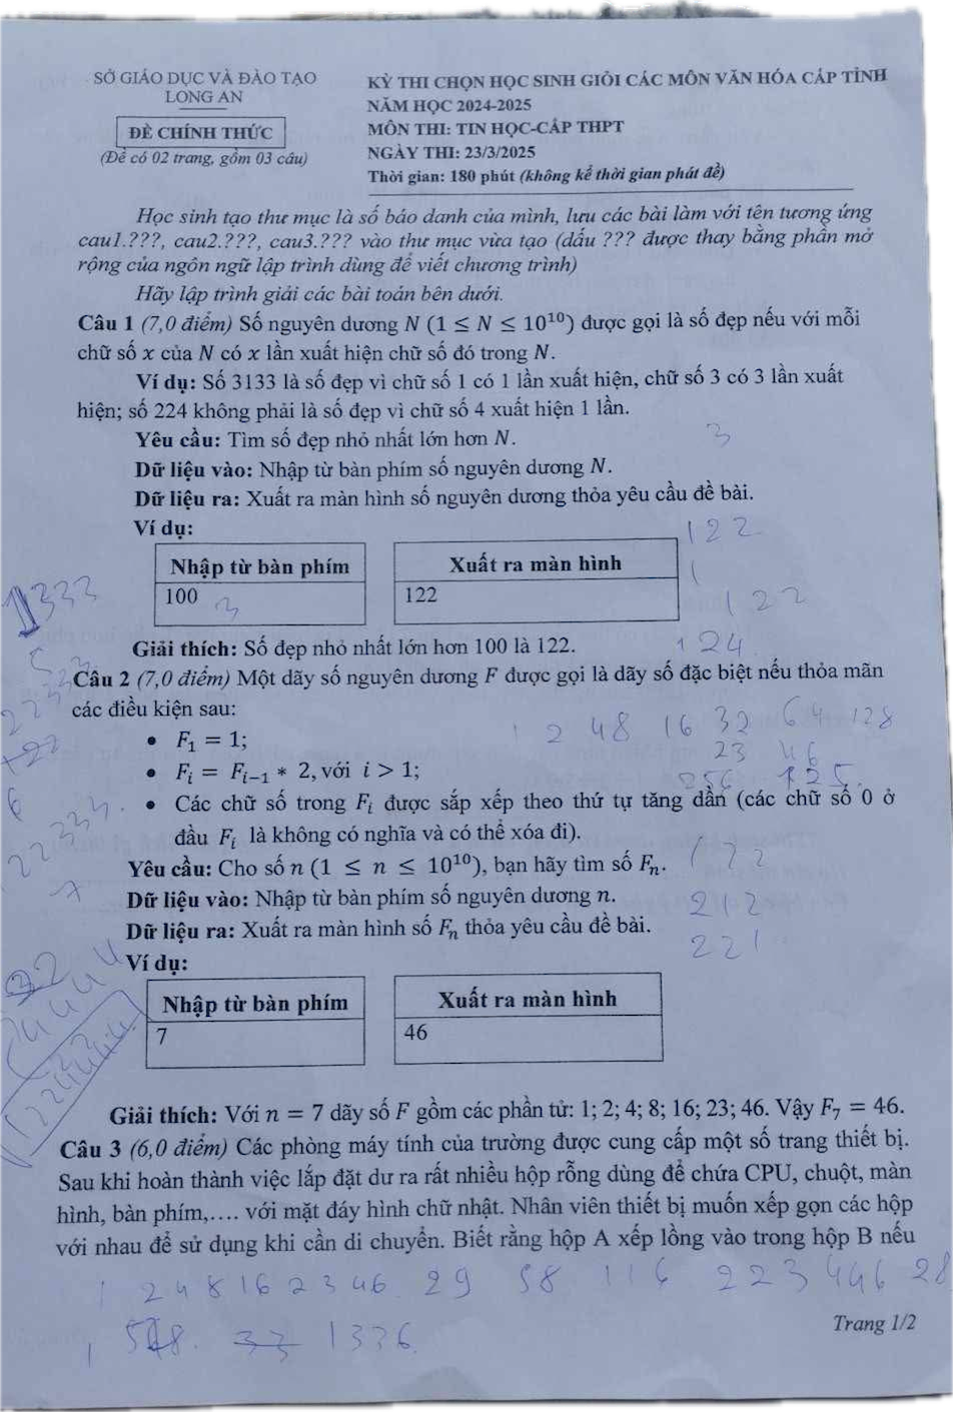 SỞ GIÁO DỤC VÀ ĐÀO TẠO
LONG AN
ĐỀ CHÍNH THỨC
(Đề có 02 trang, gồm 03 câu)
KỲ THI CHỌN HỌC SINH GIỎI CÁC MÔN VĂN HÓA CẤP TỈNH
NĂM HỌC 2024-2025
MÔN THI: TIN HỌC-CẤP THPT
NGÀY THI: 23/3/2025
Thời gian: 180 phút (không kể thời gian phát đề)
Học sinh tạo thư mục là số báo danh của mình, lưu các bài làm với tên tương ứng
cau1.???, cau2.???, cau3.??? vào thư mục vừa tạo (dấu ??? được thay bằng phần mở
rộng của ngôn ngữ lập trình dùng để viết chương trình)
Hãy lập trình giải các bài toán bên dưới.
Câu 1 (7,0 điểm) Số nguyên dương N (1 ≤ N ≤ 10¹⁰) được gọi là số đẹp nếu với mỗi
chữ số x của N có x lần xuất hiện chữ số đó trong N.
Ví dụ: Số 3133 là số đẹp vì chữ số 1 có 1 lần xuất hiện, chữ số 3 có 3 lần xuất
hiện; số 224 không phải là số đẹp vì chữ số 4 xuất hiện 1 lần.
Yêu cầu: Tìm số đẹp nhỏ nhất lớn hơn N.
3
Dữ liệu vào: Nhập từ bàn phím số nguyên dương N.
Dữ liệu ra: Xuất ra màn hình số nguyên dương thỏa yêu cầu đề bài.
Ví dụ:
122
Nhập từ bàn phím
Xuất ra màn hình
100
3
122
1
122
1333
Giải thích: Số đẹp nhỏ nhất lớn hơn 100 là 122.
124
Câu 2 (7,0 điểm) Một dãy số nguyên dương F được gọi là dãy số đặc biệt nếu thỏa mãn
các điều kiện sau:
• F₁ = 1;
1 2 48 16 32 64 128
23 46
• Fᵢ = Fᵢ₋₁ * 2, với i > 1;
256 125
• Các chữ số trong Fᵢ được sắp xếp theo thứ tự tăng dần (các chữ số 0 ở
đầu Fᵢ là không có nghĩa và có thể xóa đi).
22333.
Yêu cầu: Cho số n (1 ≤ n ≤ 10¹⁰), bạn hãy tìm số Fₙ.
122
Dữ liệu vào: Nhập từ bàn phím số nguyên dương n.
212
Dữ liệu ra: Xuất ra màn hình số Fₙ thỏa yêu cầu đề bài.
221
Ví dụ:
Nhập từ bàn phím
Xuất ra màn hình
7
46
Giải thích: Với n = 7 dãy số F gồm các phần tử: 1; 2; 4; 8; 16; 23; 46. Vậy F₇ = 46.
Câu 3 (6,0 điểm) Các phòng máy tính của trường được cung cấp một số trang thiết bị.
Sau khi hoàn thành việc lắp đặt dư ra rất nhiều hộp rỗng dùng để chứa CPU, chuột, màn
hình, bàn phím,…. với mặt đáy hình chữ nhật. Nhân viên thiết bị muốn xếp gọn các hộp
với nhau để sử dụng khi cần di chuyển. Biết rằng hộp A xếp lồng vào trong hộp B nếu
1 2 4 8 16 23 46 29 58 116 223 446 28
Trang 1/2
1336